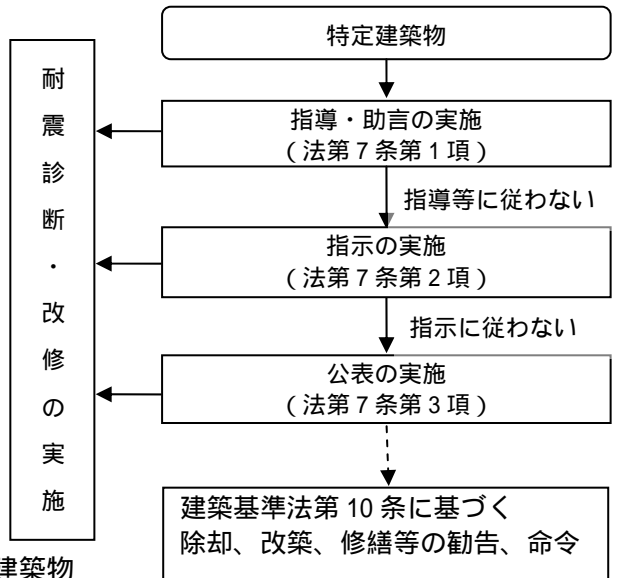 特定建築物
耐震診断・改修の実施
指導・助言の実施
（法第７条第１項）
指導等に従わない
指示の実施
（法第７条第２項）
指示に従わない
公表の実施
（法第７条第３項）
建築基準法第 10 条に基づく
除却、改築、修繕等の勧告、命令
建築物